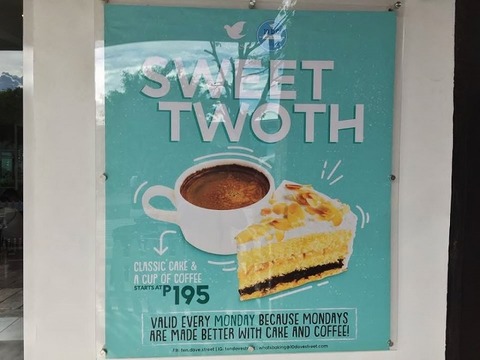 SWEET
TWOTH
CLASSIC CAKE &
A CUP OF COFFEE
STARTS AT
₱195
VALID EVERY MONDAY BECAUSE MONDAYS
ARE MADE BETTER WITH CAKE AND COFFEE!